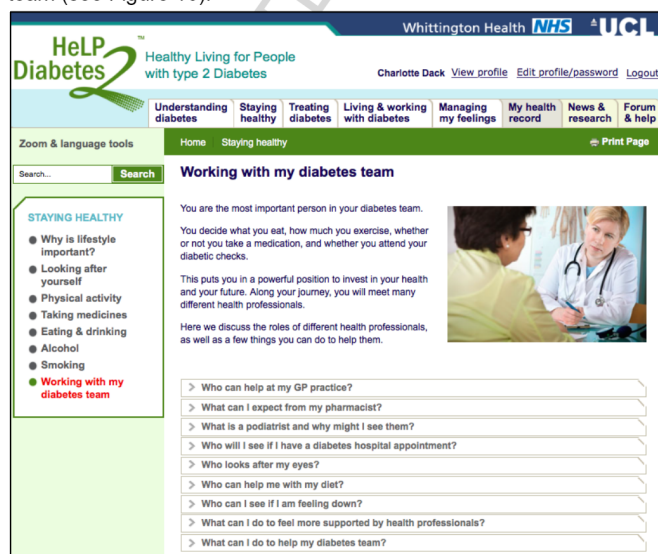 team (see Figure 10).
Whittington Health NHS UCL
HeLP
Diabetes 2 ™
Healthy Living for People
with type 2 Diabetes
Charlotte Dack View profile Edit profile/password Logout
Understanding diabetes
Staying healthy
Treating diabetes
Living & working with diabetes
Managing my feelings
My health record
News & research
Forum & help
Zoom & language tools
Home Staying healthy
Print Page
Search... Search
STAYING HEALTHY
Why is lifestyle
important?
Looking after
yourself
Physical activity
Taking medicines
Eating & drinking
Alcohol
Smoking
Working with my
diabetes team
Working with my diabetes team
You are the most important person in your diabetes team.
You decide what you eat, how much you exercise, whether
or not you take a medication, and whether you attend your
diabetic checks.
This puts you in a powerful position to invest in your health
and your future. Along your journey, you will meet many
different health professionals.
Here we discuss the roles of different health professionals,
as well as a few things you can do to help them.
Who can help at my GP practice?
What can I expect from my pharmacist?
What is a podiatrist and why might I see them?
Who will I see if I have a diabetes hospital appointment?
Who looks after my eyes?
Who can help me with my diet?
Who can I see if I am feeling down?
What can I do to feel more supported by health professionals?
What can I do to help my diabetes team?